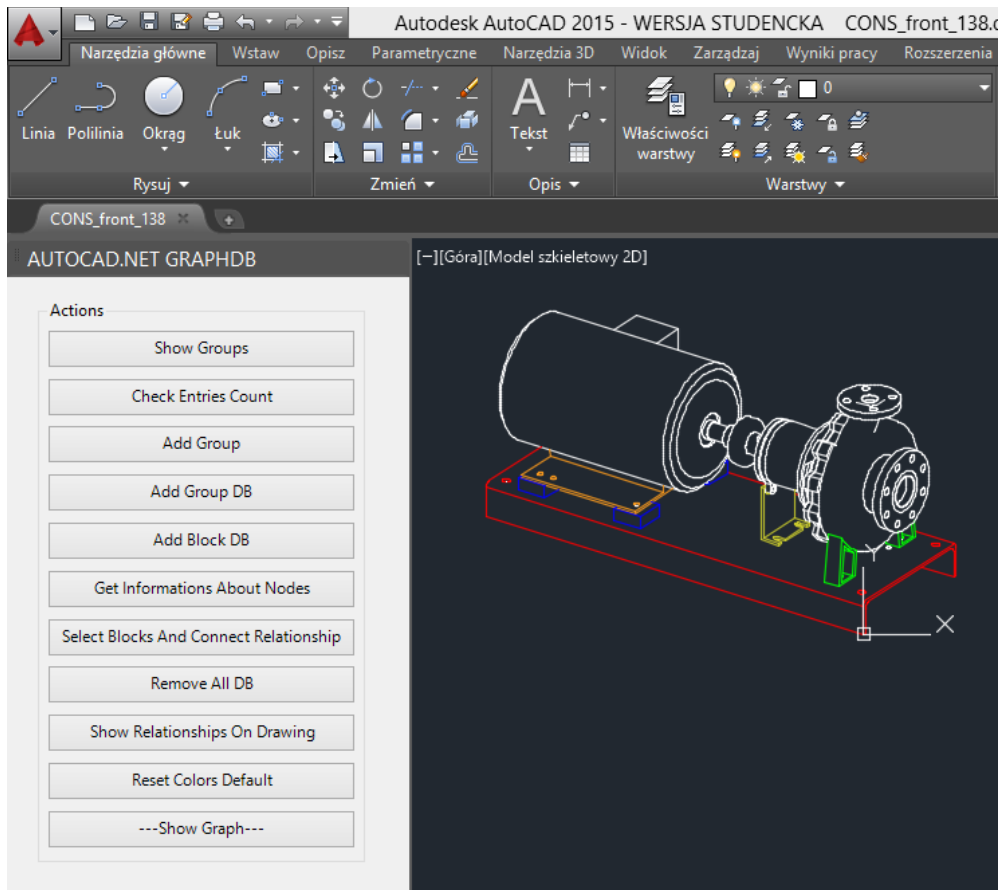 Autodesk AutoCAD 2015 - WERSJA STUDENCKA CONS_front_138.d
Narzędzia główne Wstaw Opisz Parametryczne Narzędzia 3D Widok Zarządzaj Wyniki pracy Rozszerzenia
0
Linia Polilinia Okrąg Łuk Tekst Właściwości warstwy
Rysuj Zmień Opis Warstwy
CONS_front_138
AUTOCAD.NET GRAPHDB
[−][Góra][Model szkieletowy 2D]
Actions
Show Groups
Check Entries Count
Add Group
Add Group DB
Add Block DB
Get Informations About Nodes
Select Blocks And Connect Relationship
Remove All DB
Show Relationships On Drawing
Reset Colors Default
---Show Graph---
Y
X